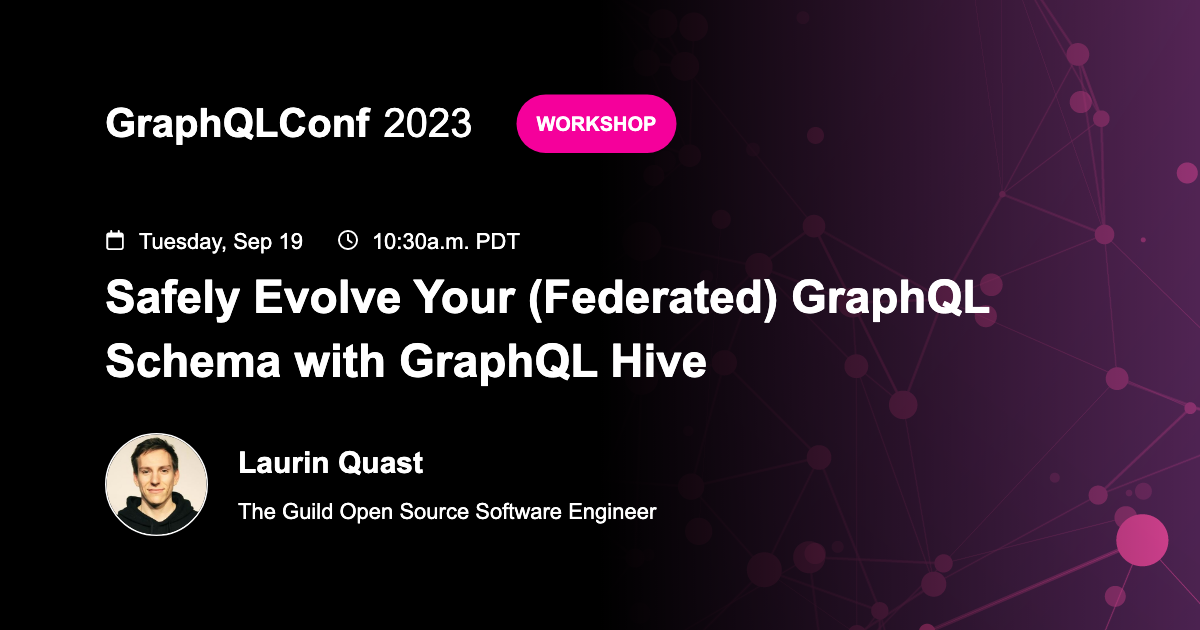 GraphQLConf 2023 WORKSHOP
Tuesday, Sep 19 10:30a.m. PDT
Safely Evolve Your (Federated) GraphQL
Schema with GraphQL Hive
Laurin Quast
The Guild Open Source Software Engineer